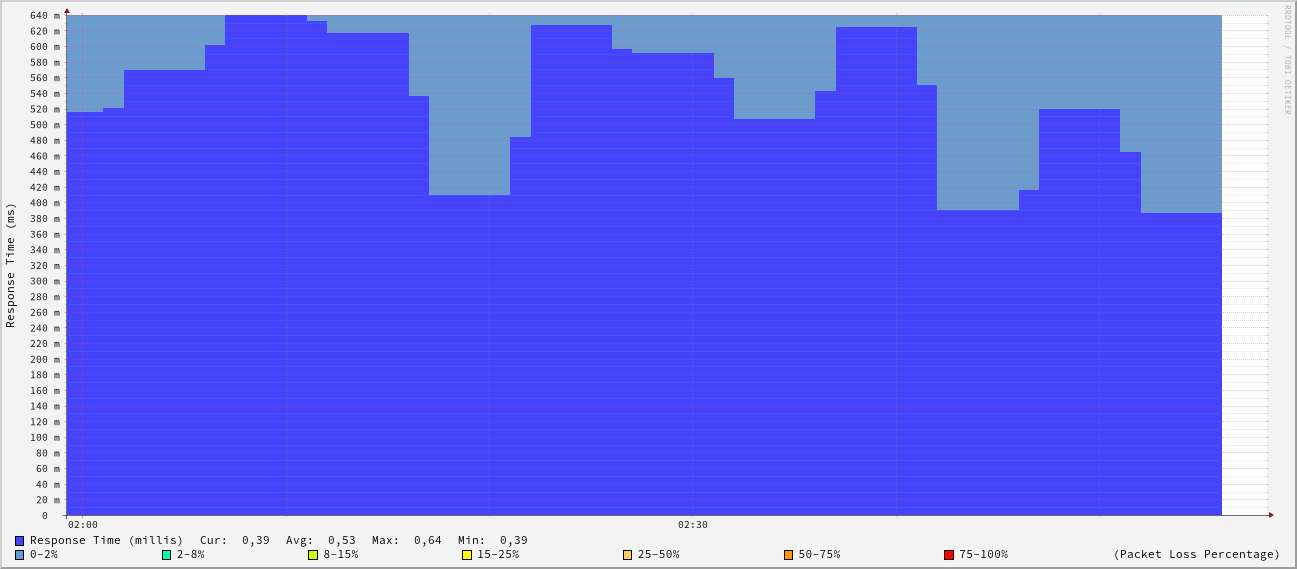 RRDTOOL / TOBI OETIKER
Response Time (ms)
640 m
620 m
600 m
580 m
560 m
540 m
520 m
500 m
480 m
460 m
440 m
420 m
400 m
380 m
360 m
340 m
320 m
300 m
280 m
260 m
240 m
220 m
200 m
180 m
160 m
140 m
120 m
100 m
80 m
60 m
40 m
20 m
0
02:00 02:30
Response Time (millis) Cur: 0,39 Avg: 0,53 Max: 0,64 Min: 0,39
0-2% 2-8% 8-15% 15-25% 25-50% 50-75% 75-100% (Packet Loss Percentage)